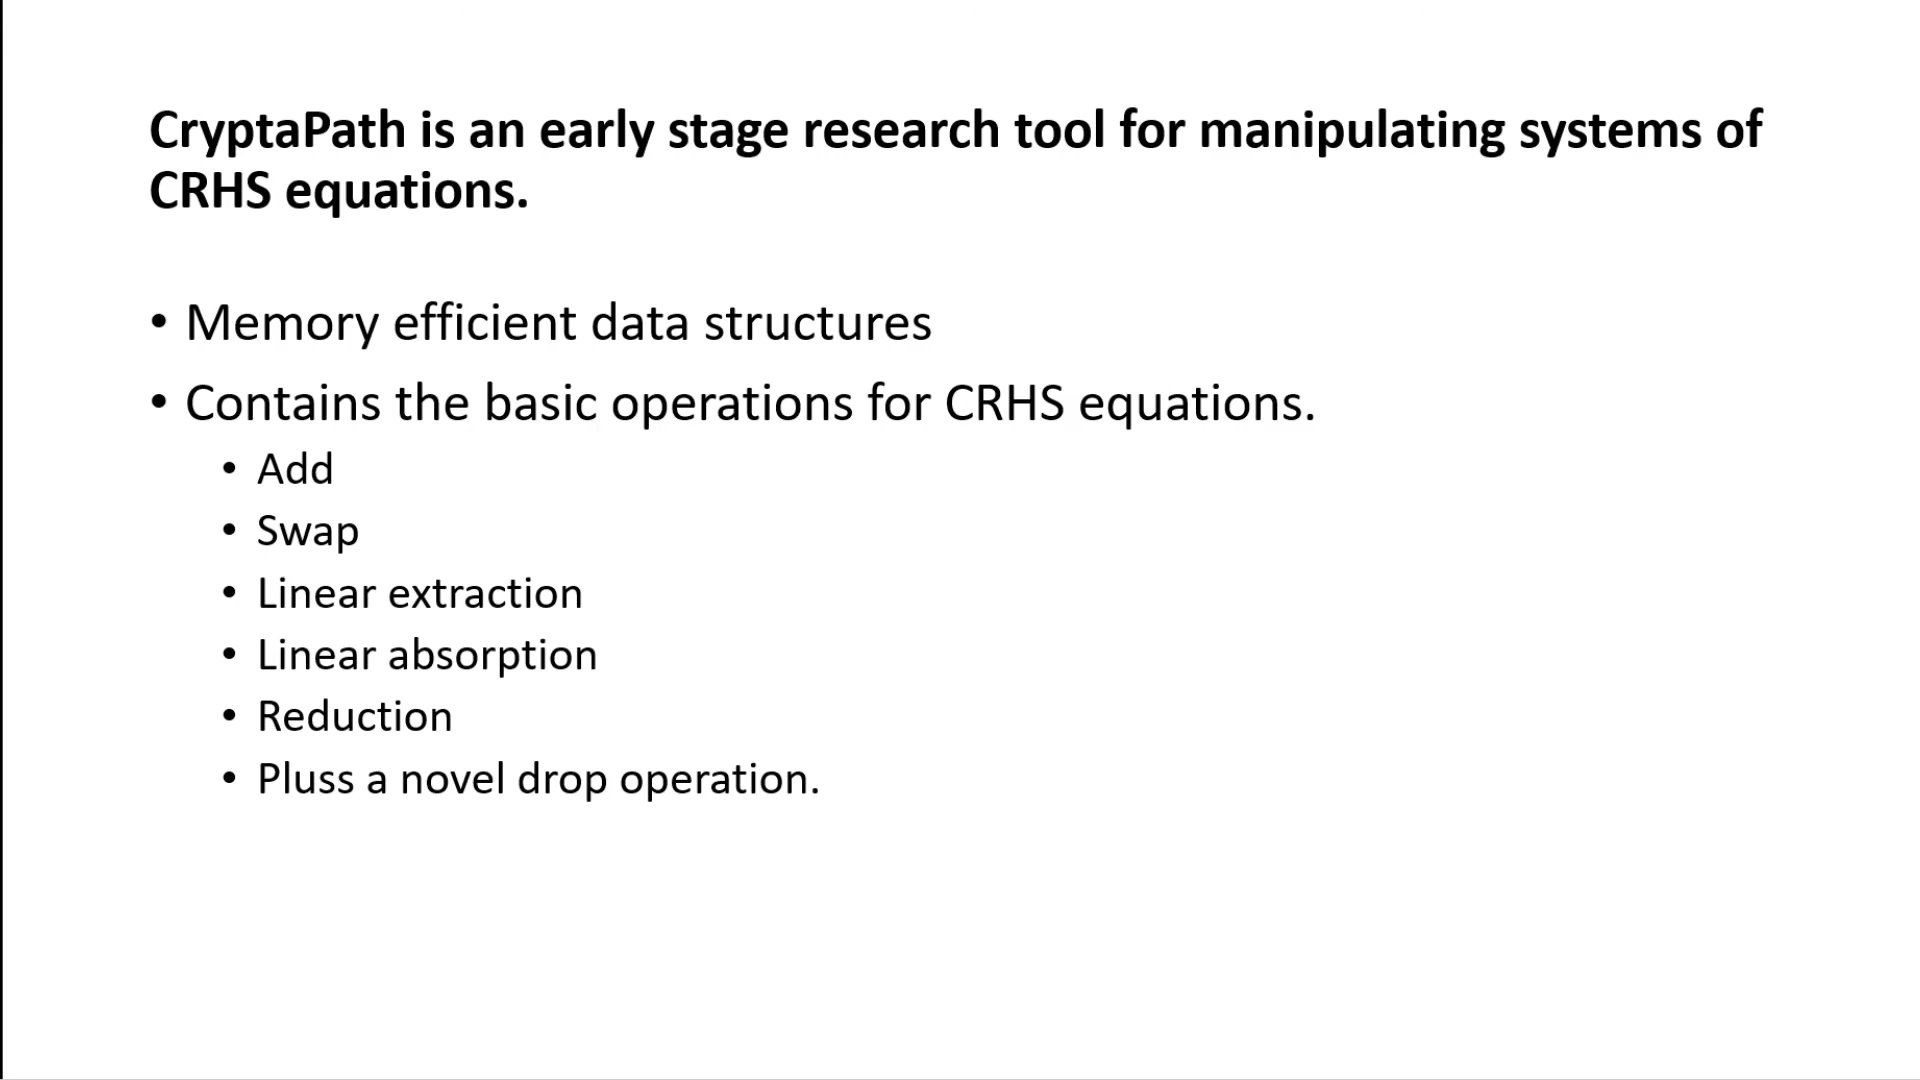 CryptaPath is an early stage research tool for manipulating systems of
CRHS equations.
• Memory efficient data structures
• Contains the basic operations for CRHS equations.
• Add
• Swap
• Linear extraction
• Linear absorption
• Reduction
• Pluss a novel drop operation.